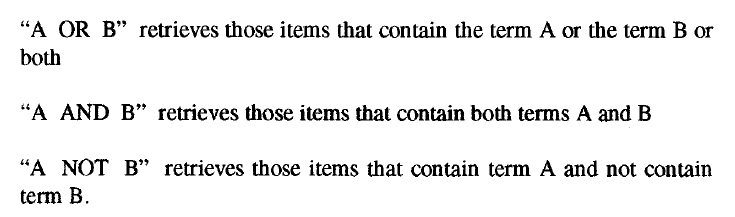 “A OR B” retrieves those items that contain the term A or the term B or
both
“A AND B” retrieves those items that contain both terms A and B
“A NOT B” retrieves those items that contain term A and not contain
term B.